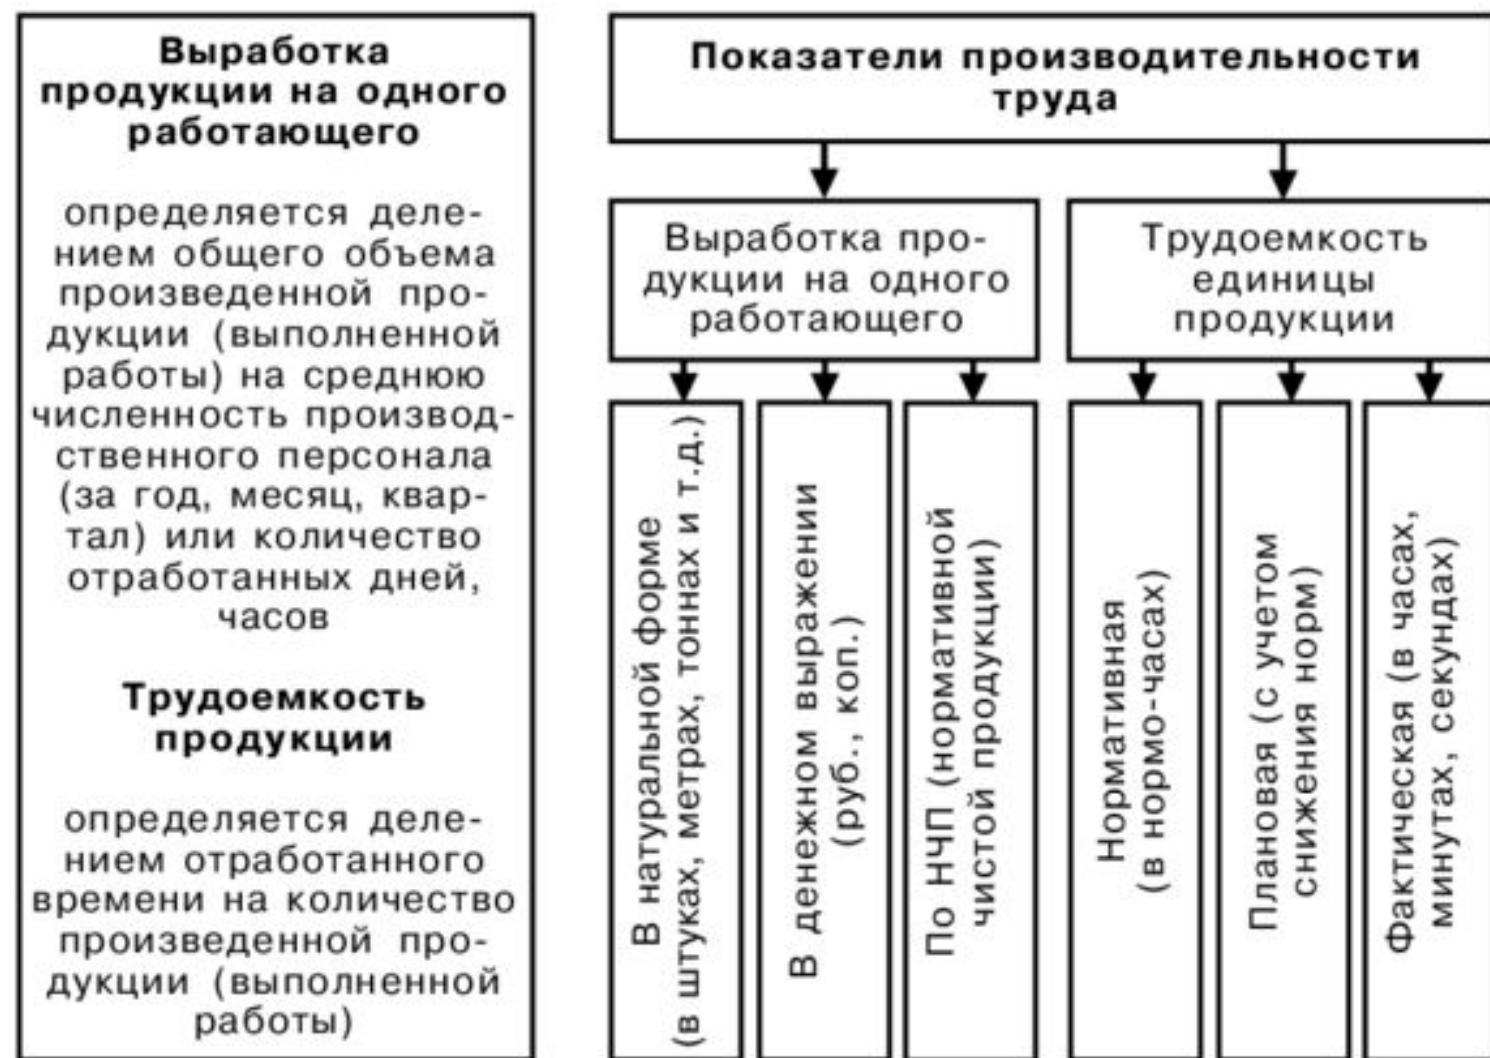 Выработка
продукции на одного
работающего
определяется деле-
нием общего объема
произведенной про-
дукции (выполненной
работы) на среднюю
численность производ-
ственного персонала
(за год, месяц, квар-
тал) или количество
отработанных дней,
часов
Трудоемкость
продукции
определяется деле-
нием отработанного
времени на количество
произведенной про-
дукции (выполненной
работы)
Показатели производительности
труда
Выработка про-
дукции на одного
работающего
Трудоемкость
единицы
продукции
В натуральной форме
(в штуках, метрах, тоннах и т.д.)
В денежном выражении
(руб., коп.)
По НЧП (нормативной
чистой продукции)
Нормативная
(в нормо-часах)
Плановая (с учетом
снижения норм)
Фактическая (в часах,
минутах, секундах)